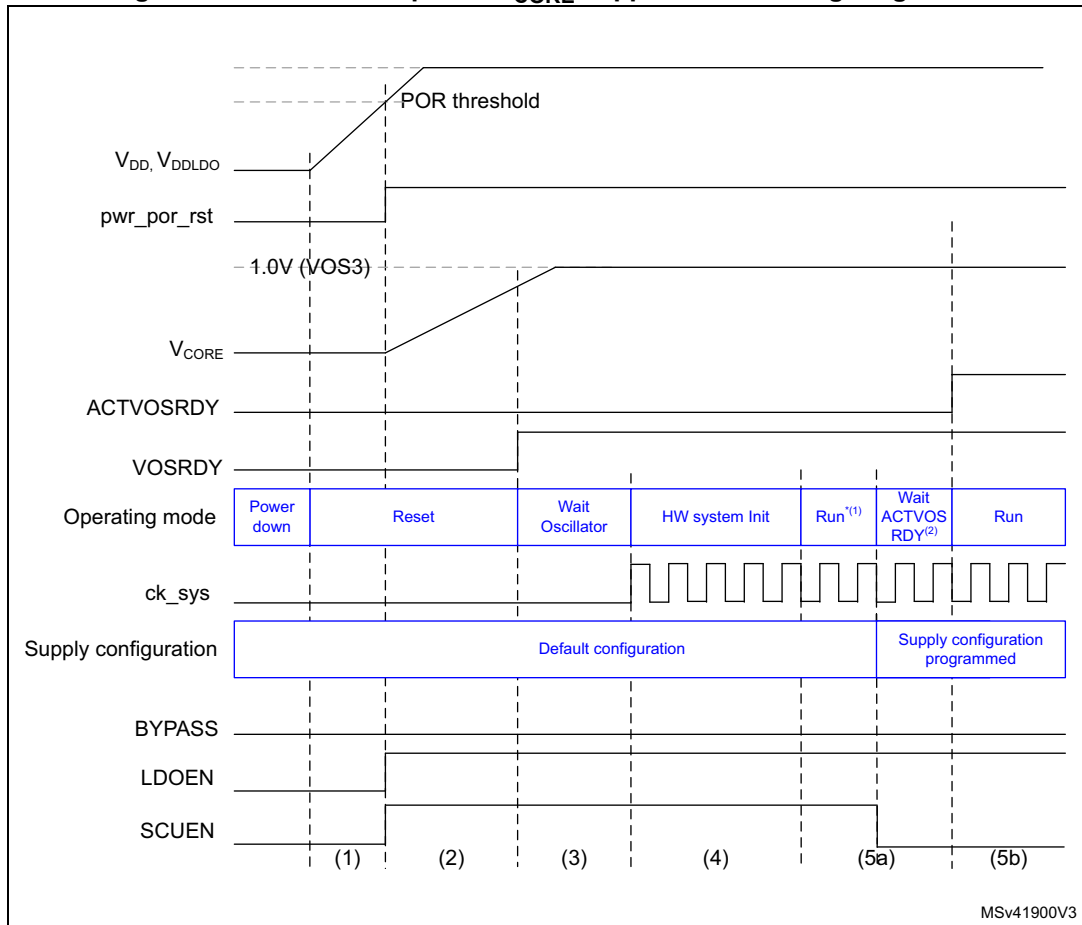 POR threshold
VDD, VDDLDO
pwr_por_rst
1.0V (VOS3)
VCORE
ACTVOSRDY
VOSRDY
Operating mode
Power
down
Reset
Wait
Oscillator
HW system Init
Run*(1)
Wait
ACTVOS
RDY(2)
Run
ck_sys
Supply configuration
Default configuration
Supply configuration
programmed
BYPASS
LDOEN
SCUEN
(1) (2) (3) (4) (5a) (5b)
MSv41900V3